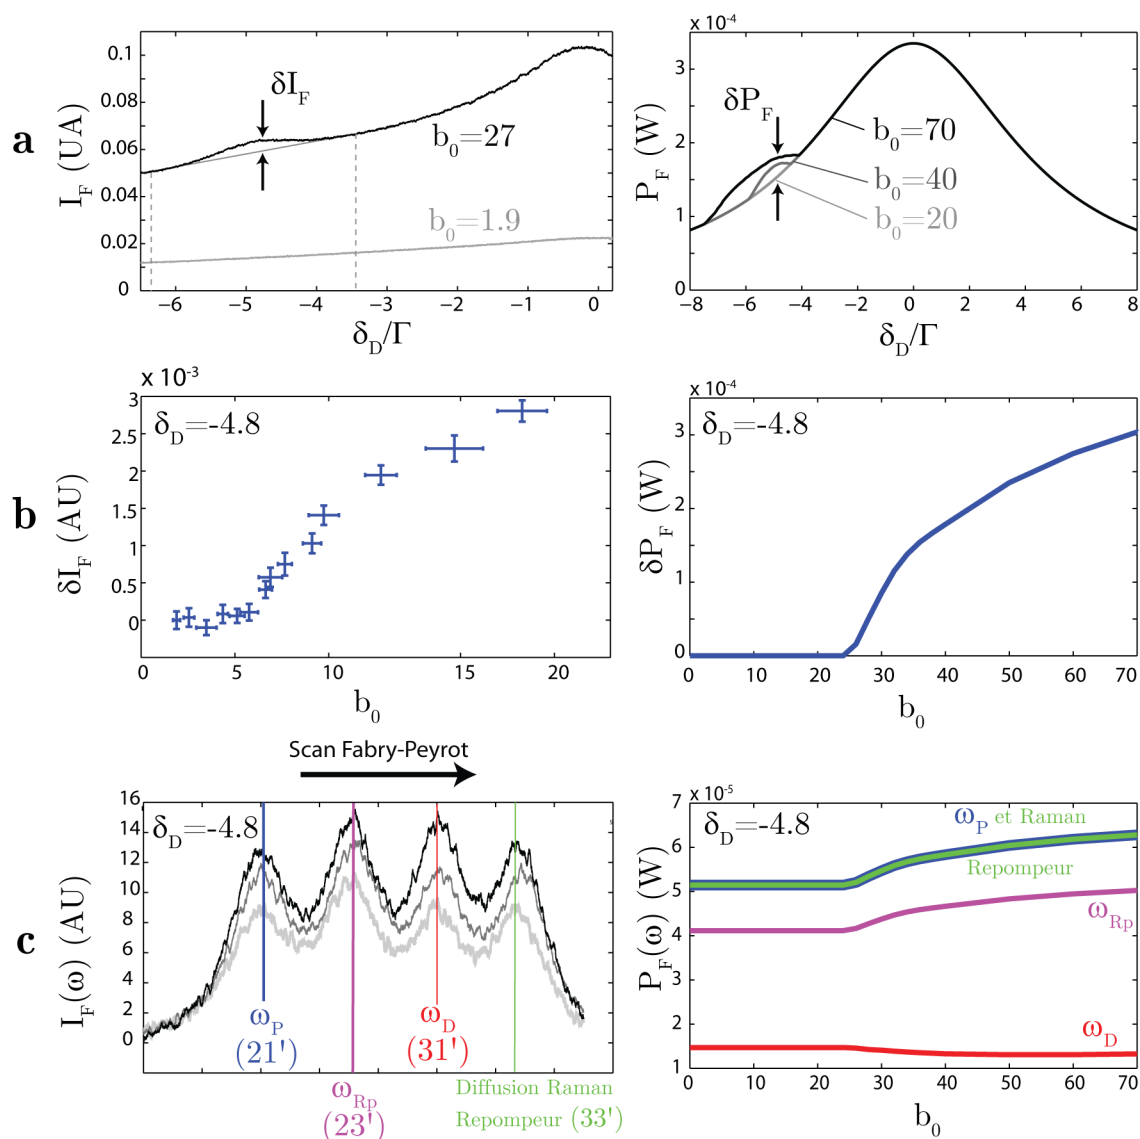 a
I_F (UA)
0.1
0.08
0.06
0.04
0.02
0
δI_F
b_0=27
b_0=1.9
−6
−5
−4
−3
−2
−1
0
δ_D/Γ
x 10^-4
P_F (W)
3
2
1
0
δP_F
b_0=70
b_0=40
b_0=20
−8
−6
−4
−2
0
2
4
6
8
δ_D/Γ
b
x 10^-3
δI_F (AU)
3
2.5
2
1.5
1
0.5
0
δ_D=-4.8
0
5
10
15
20
b_0
x 10^-4
δP_F (W)
3
2
1
0
δ_D=-4.8
0
10
20
30
40
50
60
70
b_0
c
Scan Fabry-Peyrot
I_F(ω) (AU)
16
14
12
10
8
6
4
2
0
δ_D=-4.8
ω_P
(21')
ω_D
(31')
ω_Rp
(23')
Diffusion Raman
Repompeur (33')
x 10^-5
P_F(ω) (W)
7
6
5
4
3
2
1
δ_D=-4.8
ω_P et Raman
Repompeur
ω_Rp
ω_D
0
10
20
30
40
50
60
70
b_0